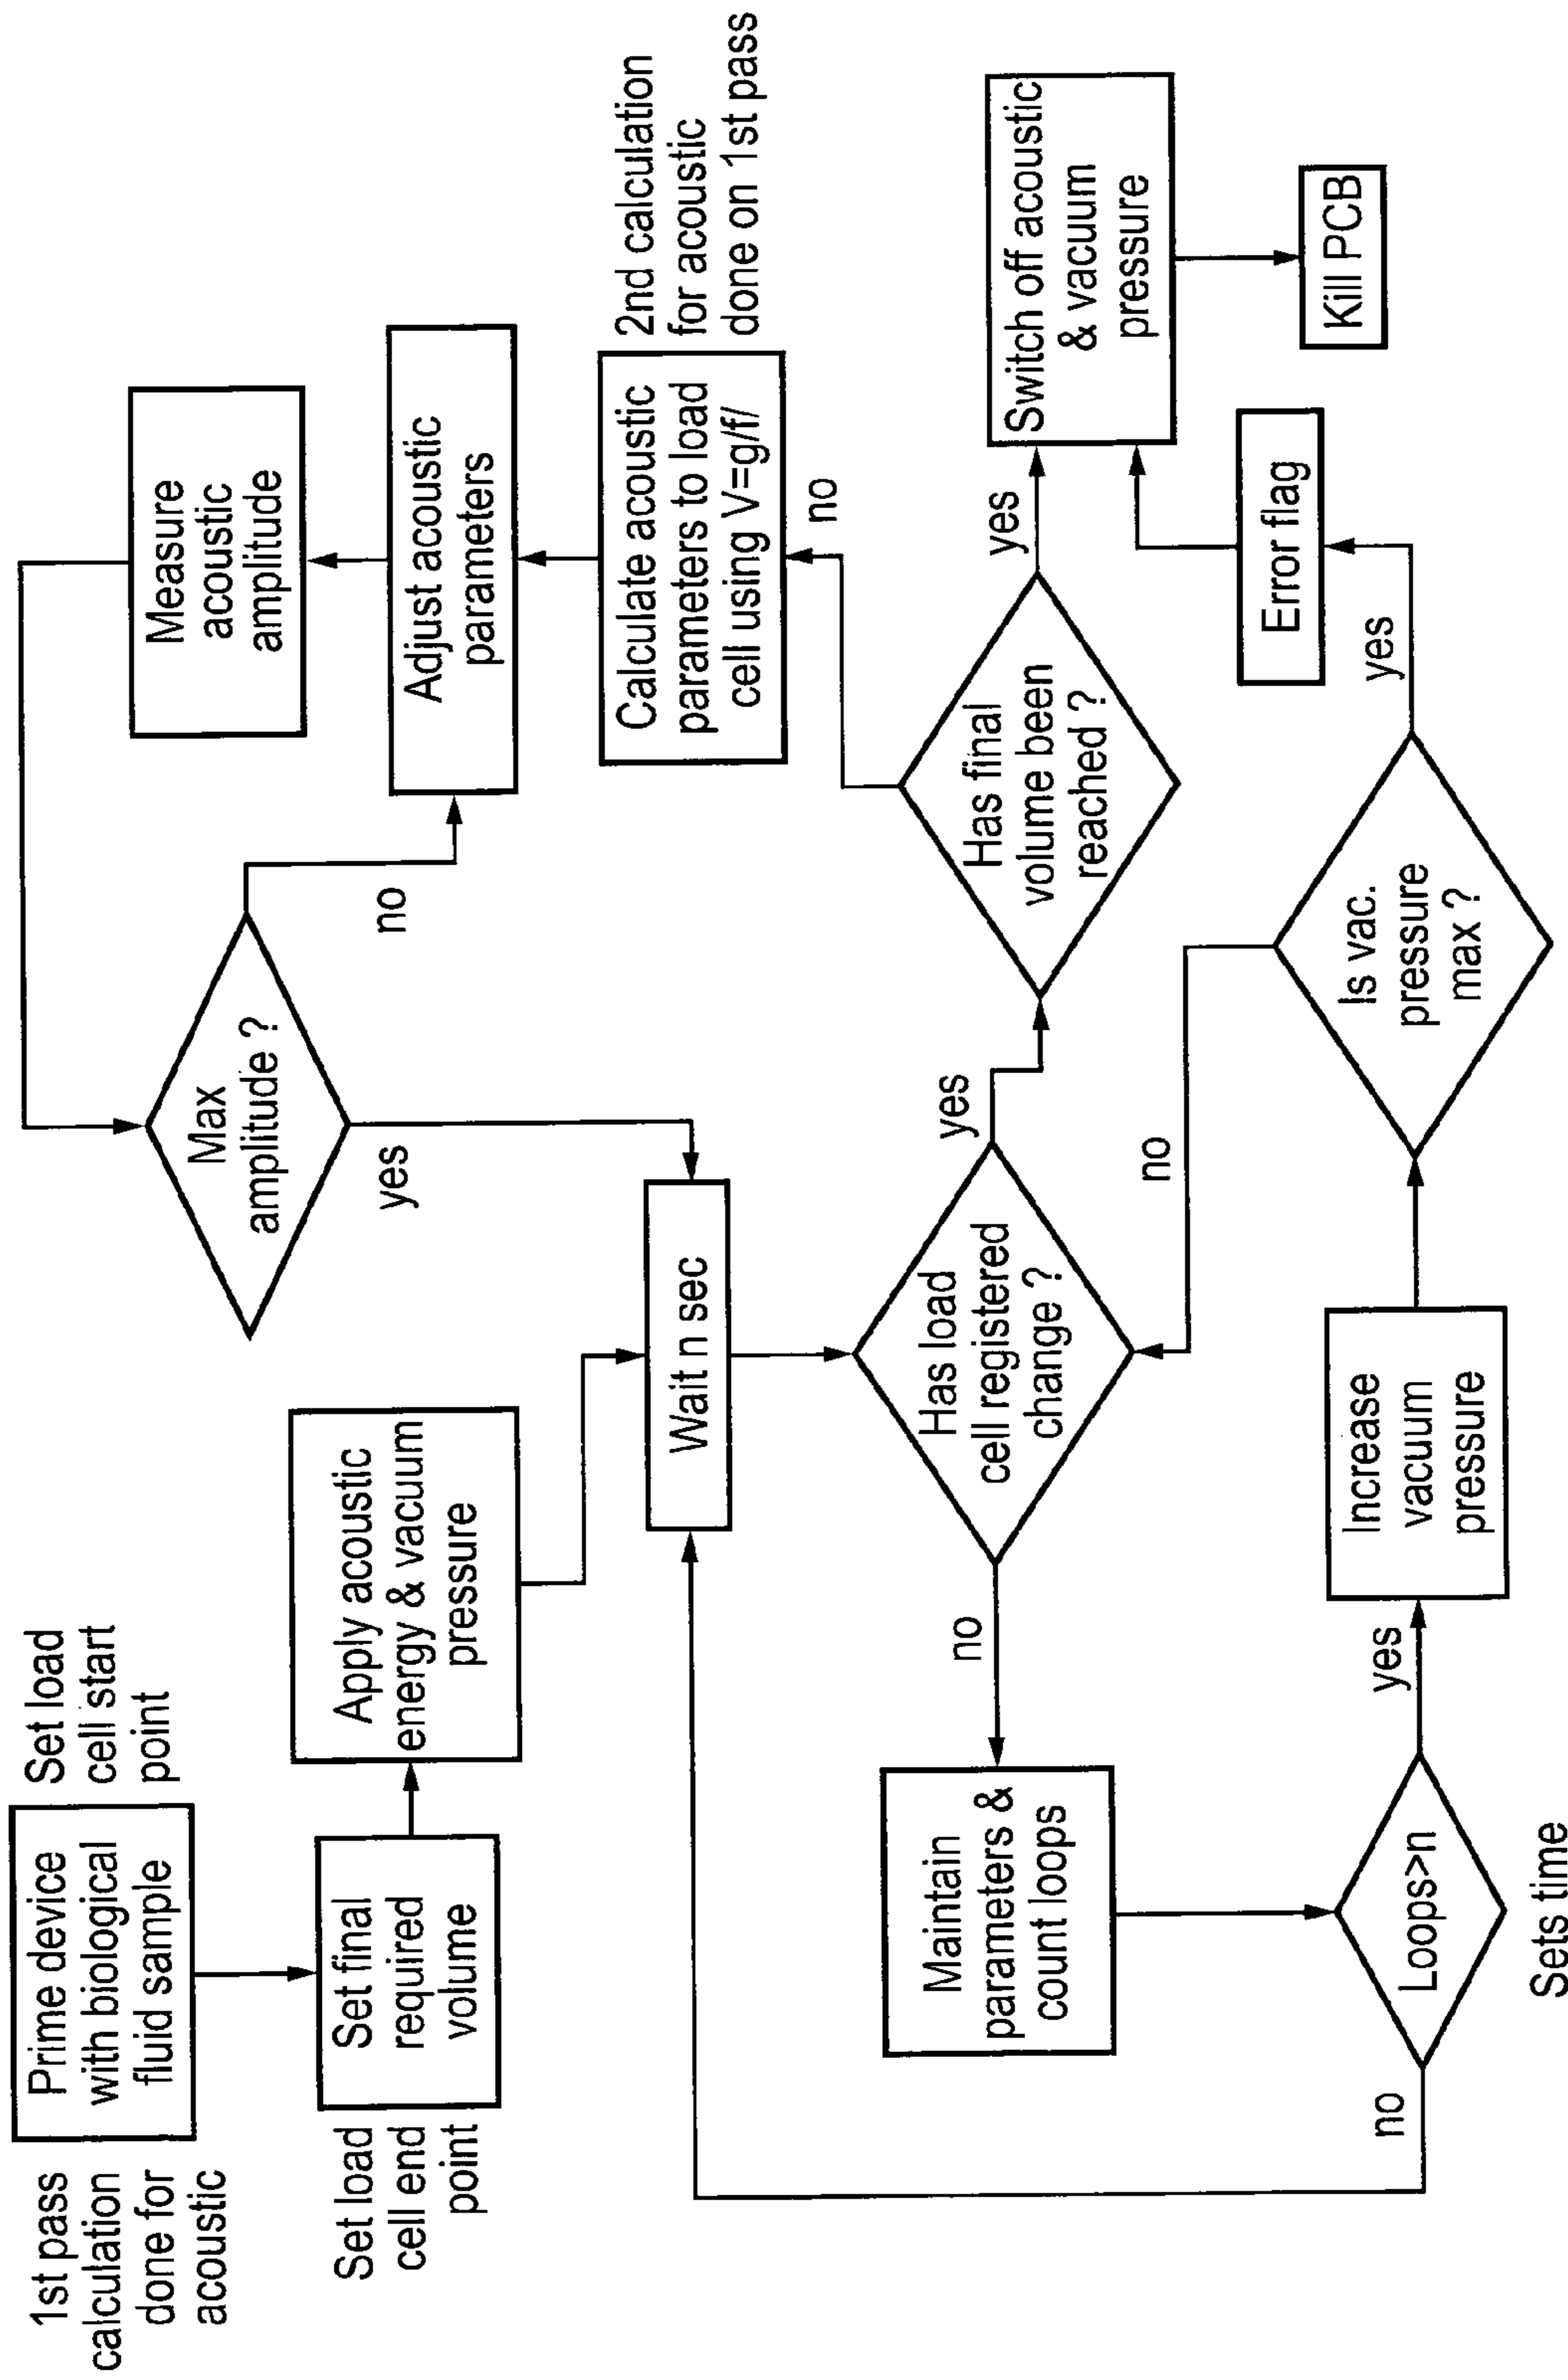 1st pass
calculation
done for
acoustic
Prime device
with biological
fluid sample
Set load
cell start
point
Set load
cell end
point
Set final
required
volume
Apply acoustic
energy & vacuum
pressure
Max
amplitude ?
no
yes
Measure
acoustic
amplitude
Adjust acoustic
parameters
Calculate acoustic
parameters to load
cell using V=g/f/
2nd calculation
for acoustic
done on 1st pass
no
Wait n sec
Has load
cell registered
change ?
no
yes
Has final
volume been
reached ?
yes
Switch off acoustic
& vacuum
pressure
Kill PCB
Maintain
parameters &
count loops
Loops>n
no
yes
Sets time
Increase
vacuum
pressure
Is vac.
pressure
max ?
no
yes
Error flag